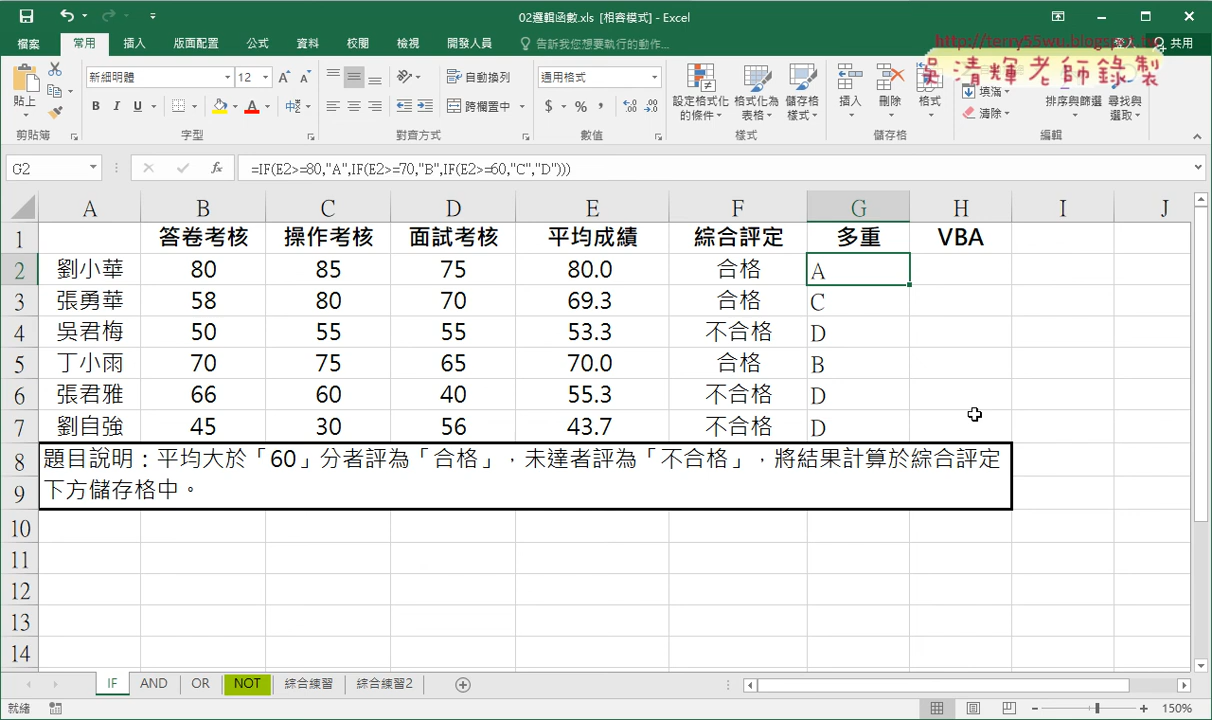 02邏輯函數.xls [相容模式] - Excel
檔案 常用 插入 版面配置 公式 資料 校閱 檢視 開發人員 告訴我您想要執行的動作... 登入 共用
http://terry55wu.blogspot.tw
吳清輝老師錄製
貼上 新細明體 12 自動換列 通用格式
B I U A 跨欄置中 $ % ,
設定格式化的條件 格式化為表格 儲存格樣式 插入 刪除 格式 填滿 清除 排序與篩選 尋找與選取
剪貼簿 字型 對齊方式 數值 樣式 儲存格 編輯
G2 fx =IF(E2>=80,"A",IF(E2>=70,"B",IF(E2>=60,"C","D")))
A B C D E F G H I J
1 答卷考核 操作考核 面試考核 平均成績 綜合評定 多重 VBA
2 劉小華 80 85 75 80.0 合格 A
3 張勇華 58 80 70 69.3 合格 C
4 吳君梅 50 55 55 53.3 不合格 D
5 丁小雨 70 75 65 70.0 合格 B
6 張君雅 66 60 40 55.3 不合格 D
7 劉自強 45 30 56 43.7 不合格 D
8 題目說明：平均大於「60」分者評為「合格」，未達者評為「不合格」，將結果計算於綜合評定
9 下方儲存格中。
10
11
12
13
14
IF AND OR NOT 綜合練習 綜合練習2
就緒 150%